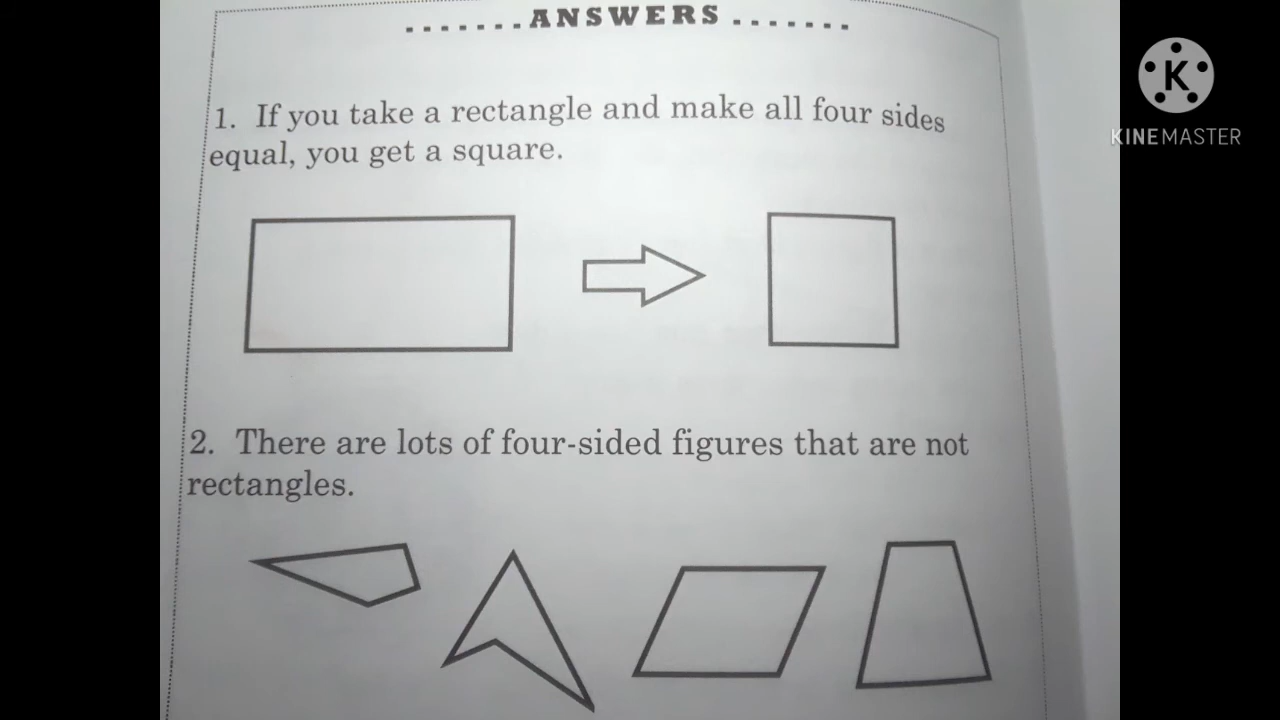 ANSWERS
1. If you take a rectangle and make all four sides
equal, you get a square.
2. There are lots of four-sided figures that are not
rectangles.
K
KINEMASTER